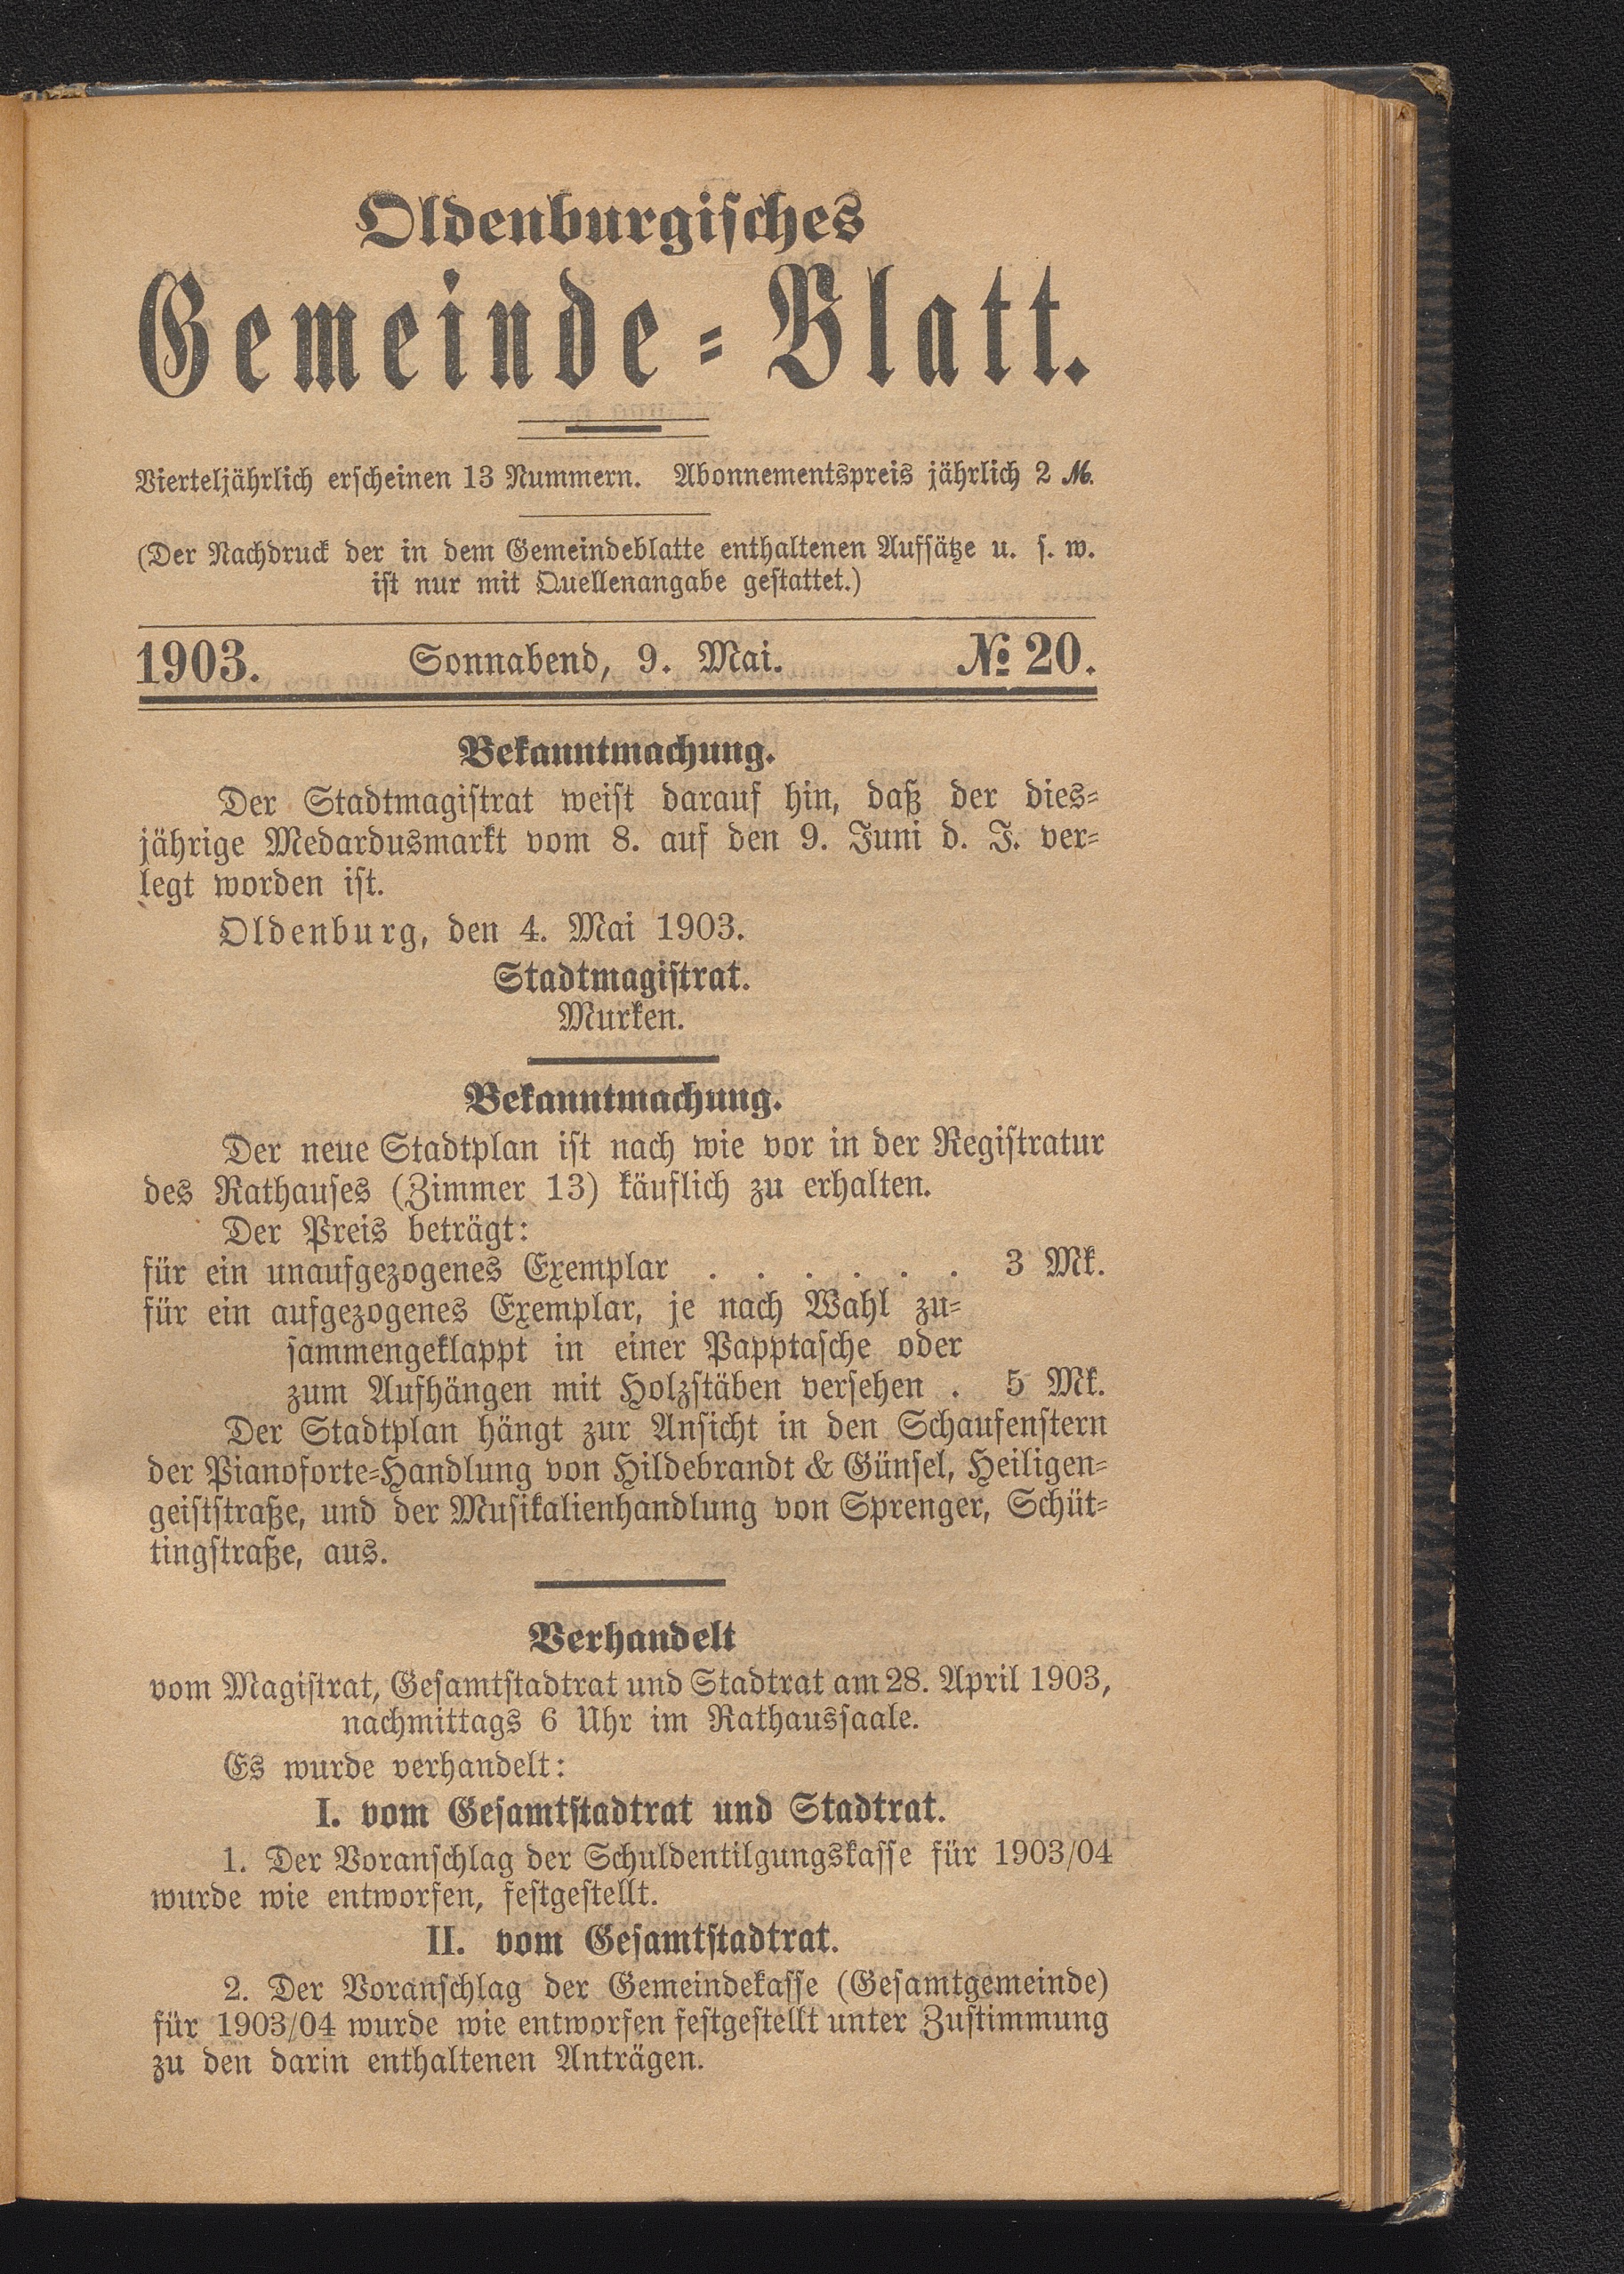 Oldenburgisches
Gemeinde-Blatt.
Vierteljährlich erscheinen 13 Nummern. Abonnementspreis jährlich 2 ℳ.
(Der Nachdruck der in dem Gemeindeblatte enthaltenen Aufsätze u. s. w.
ist nur mit Quellenangabe gestattet.)
1903. Sonnabend, 9. Mai. № 20.
Bekanntmachung.
Der Stadtmagistrat weist darauf hin, daß der dies-
jährige Medardusmarkt vom 8. auf den 9. Juni d. J. ver-
legt worden ist.
Oldenburg, den 4. Mai 1903.
Stadtmagistrat.
Murken.
Bekanntmachung.
Der neue Stadtplan ist nach wie vor in der Registratur
des Rathauses (Zimmer 13) käuflich zu erhalten.
Der Preis beträgt:
für ein unaufgezogenes Exemplar . . . . . . 3 Mk.
für ein aufgezogenes Exemplar, je nach Wahl zu-
sammengeklappt in einer Papptasche oder
zum Aufhängen mit Holzstäben versehen . 5 Mk.
Der Stadtplan hängt zur Ansicht in den Schaufenstern
der Pianoforte-Handlung von Hildebrandt & Günsel, Heiligen-
geiststraße, und der Musikalienhandlung von Sprenger, Schüt-
tingstraße, aus.
Verhandelt
vom Magistrat, Gesamtstadtrat und Stadtrat am 28. April 1903,
nachmittags 6 Uhr im Rathaussaale.
Es wurde verhandelt:
I. vom Gesamtstadtrat und Stadtrat.
1. Der Voranschlag der Schuldentilgungskasse für 1903/04
wurde wie entworfen, festgestellt.
II. vom Gesamtstadtrat.
2. Der Voranschlag der Gemeindekasse (Gesamtgemeinde)
für 1903/04 wurde wie entworfen festgestellt unter Zustimmung
zu den darin enthaltenen Anträgen.